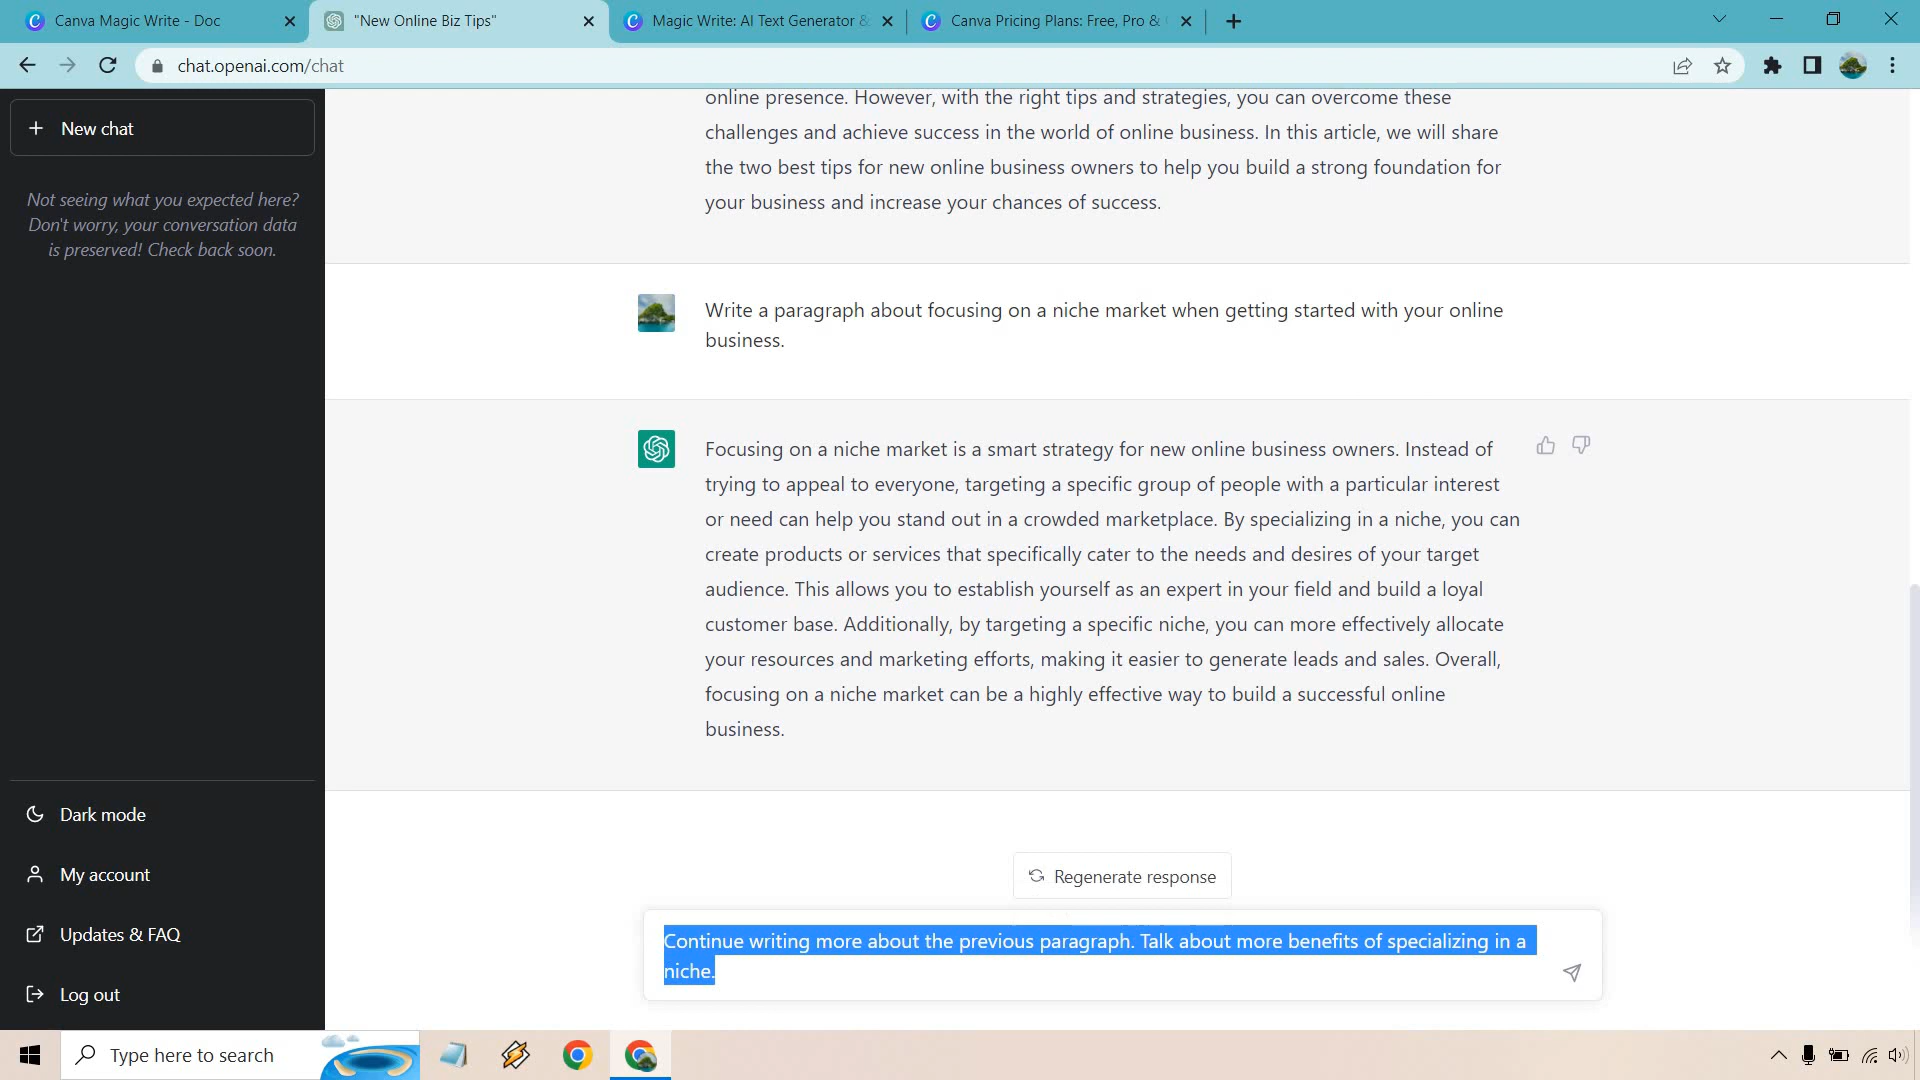 Canva Magic Write - Doc
"New Online Biz Tips"
Magic Write: AI Text Generator &
Canva Pricing Plans: Free, Pro &
chat.openai.com/chat
New chat
Not seeing what you expected here?
Don't worry, your conversation data
is preserved! Check back soon.
online presence. However, with the right tips and strategies, you can overcome these
challenges and achieve success in the world of online business. In this article, we will share
the two best tips for new online business owners to help you build a strong foundation for
your business and increase your chances of success.
Write a paragraph about focusing on a niche market when getting started with your online
business.
Focusing on a niche market is a smart strategy for new online business owners. Instead of
trying to appeal to everyone, targeting a specific group of people with a particular interest
or need can help you stand out in a crowded marketplace. By specializing in a niche, you can
create products or services that specifically cater to the needs and desires of your target
audience. This allows you to establish yourself as an expert in your field and build a loyal
customer base. Additionally, by targeting a specific niche, you can more effectively allocate
your resources and marketing efforts, making it easier to generate leads and sales. Overall,
focusing on a niche market can be a highly effective way to build a successful online
business.
Dark mode
My account
Updates & FAQ
Log out
Regenerate response
Continue writing more about the previous paragraph. Talk about more benefits of specializing in a
niche.
Type here to search